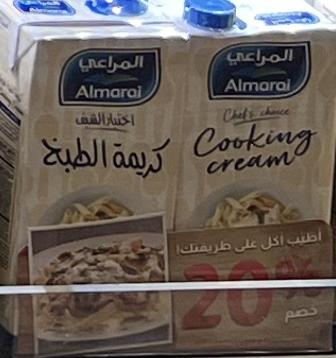 المراعي
Almarai
اختيار الشيف
كريمة الطبخ
المراعي
Almarai
Chef's choice
Cooking
cream
أطيب أكل على طريقتك!
20%
خصم